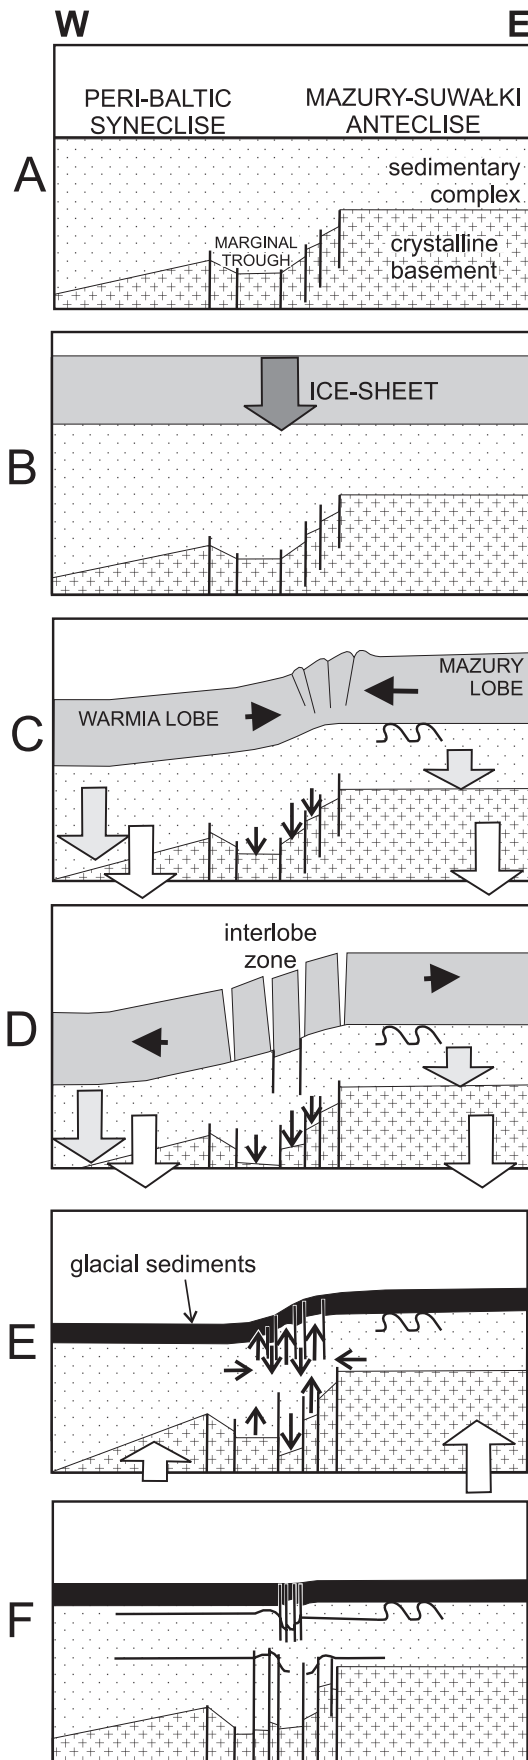 W E
PERI-BALTIC
SYNECLISE
MAZURY-SUWAŁKI
ANTECLISE
A
sedimentary
complex
MARGINAL
TROUGH
crystalline
basement
B
ICE-SHEET
C
WARMIA LOBE
MAZURY
LOBE
D
interlobe
zone
E
glacial sediments
F